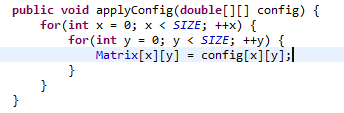 public void applyConfig(double[][] config) {
    for(int x = 0; x < SIZE; ++x) {
        for(int y = 0; y < SIZE; ++y) {
            Matrix[x][y] = config[x][y];
        }
    }
}